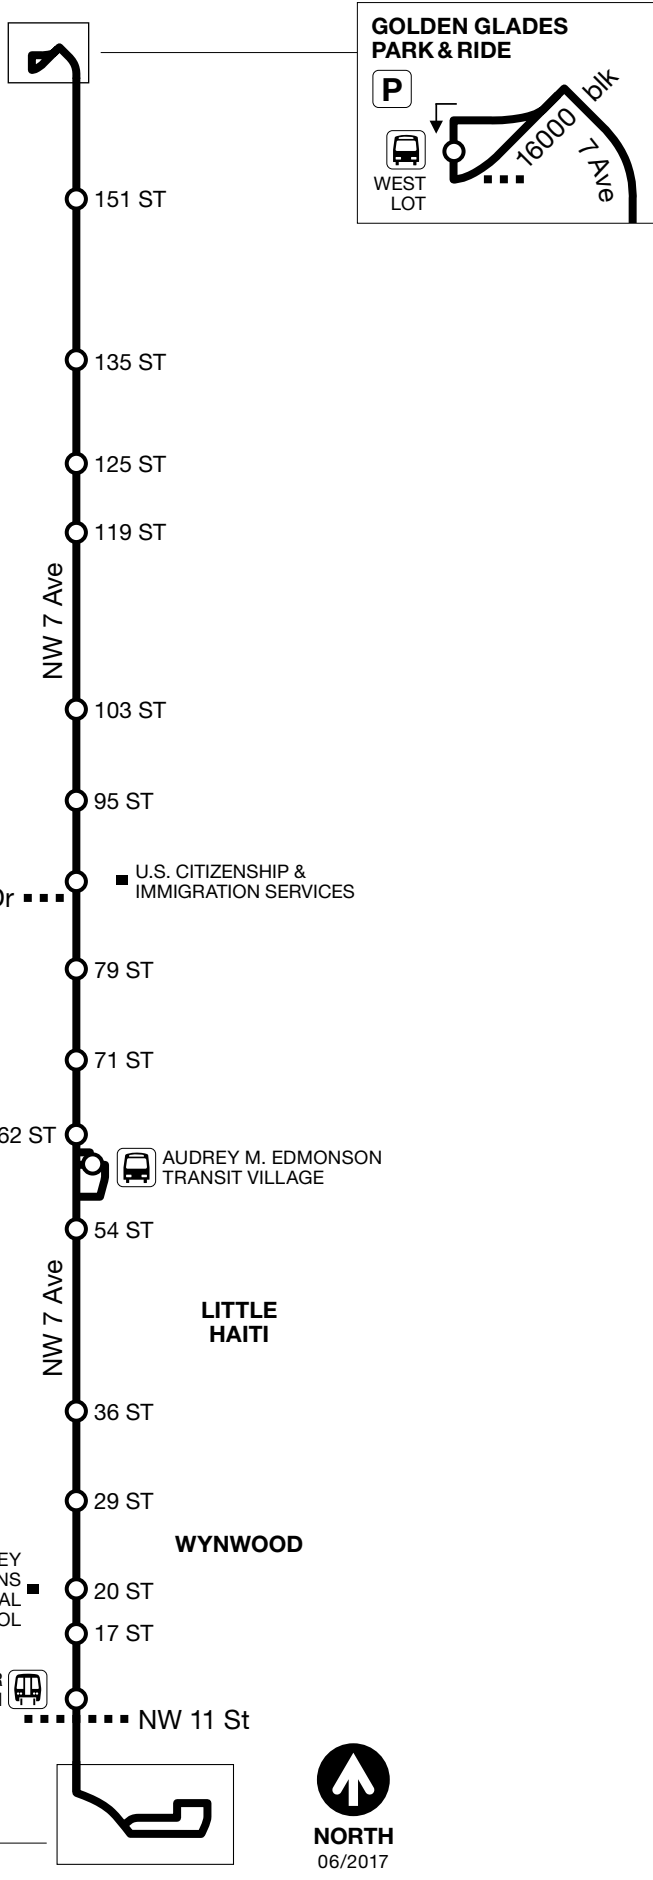 GOLDEN GLADES
PARK & RIDE
P
blk
16000
7 Ave
WEST
LOT
151 ST
135 ST
125 ST
119 ST
NW 7 Ave
103 ST
95 ST
U.S. CITIZENSHIP &
IMMIGRATION SERVICES
79 ST
71 ST
62 ST
AUDREY M. EDMONSON
TRANSIT VILLAGE
54 ST
NW 7 Ave
LITTLE
HAITI
36 ST
29 ST
WYNWOOD
20 ST
17 ST
NW 11 St
NORTH
06/2017